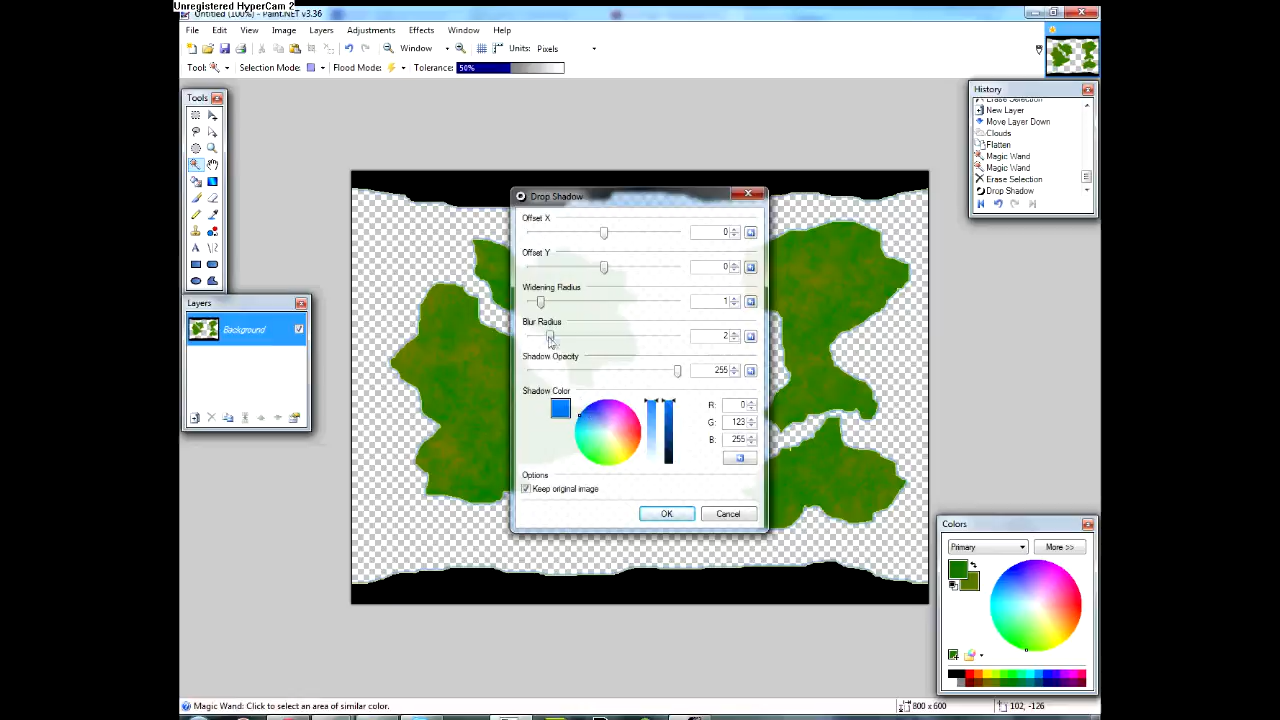 Unregistered HyperCam 2
Untitled (100%) - Paint.NET v3.36
File Edit View Image Layers Adjustments Effects Window Help
Window Units: Pixels
Tool: Selection Mode: Flood Mode: Tolerance: 50%
Tools
History
Erase Selection
New Layer
Move Layer Down
Clouds
Flatten
Magic Wand
Magic Wand
Erase Selection
Drop Shadow
Layers
Background
Drop Shadow
Offset X
0
Offset Y
0
Widening Radius
1
Blur Radius
2
Shadow Opacity
255
Shadow Color
R: 0
G: 123
B: 255
Options
Keep original image
OK Cancel
Colors
Primary More >>
Magic Wand: Click to select an area of similar color.
800 x 600 102, -126